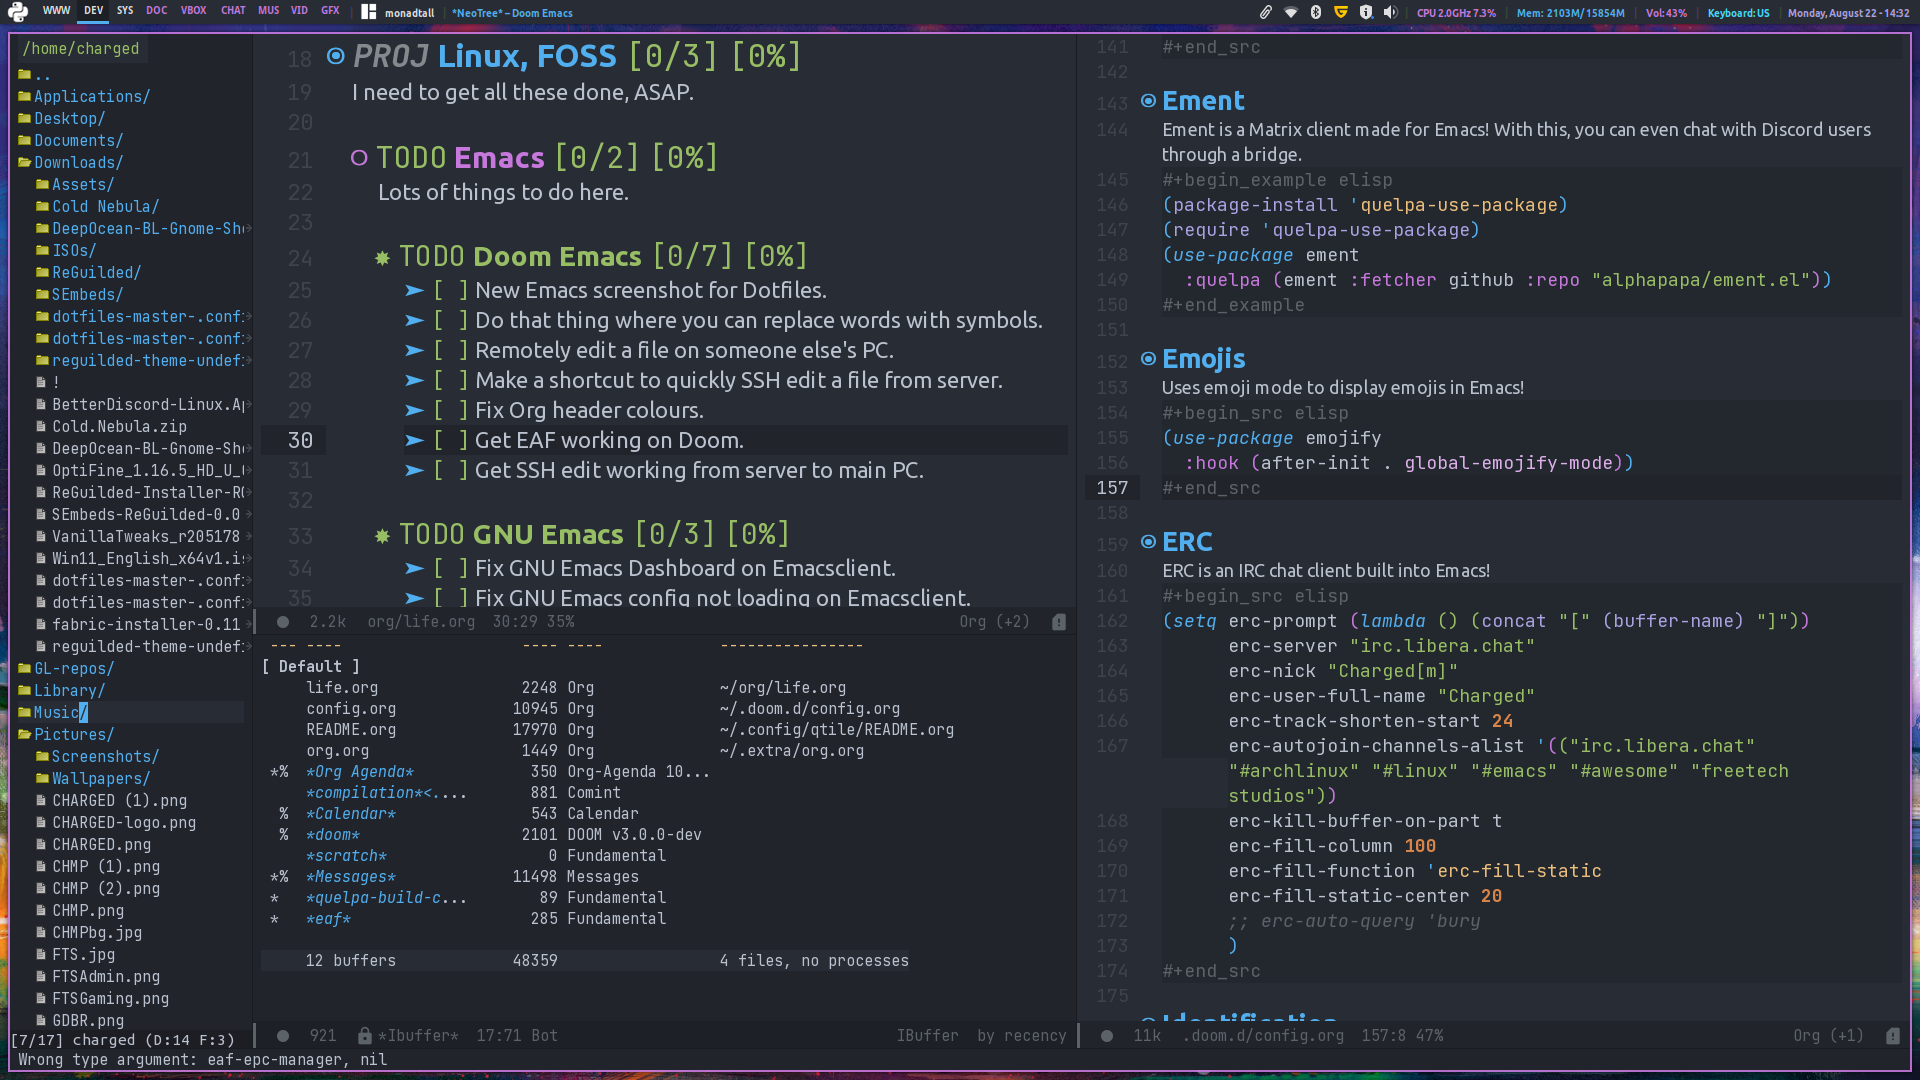 WWW DEV SYS DOC VBOX CHAT MUS VID GFX | monadtall | *NeoTree* – Doom Emacs
CPU 2.0GHz 7.3% | Mem: 2103M/15854M | Vol: 43% | Keyboard: US | Monday, August 22 - 14:32
/home/charged
..
Applications/
Desktop/
Documents/
Downloads/
Assets/
Cold Nebula/
DeepOcean-BL-Gnome-She
ISOs/
ReGuilded/
SEmbeds/
dotfiles-master-.confi
dotfiles-master-.confi
reguilded-theme-undefi
!
BetterDiscord-Linux.Ap
Cold.Nebula.zip
DeepOcean-BL-Gnome-She
OptiFine_1.16.5_HD_U_
ReGuilded-Installer-RG
SEmbeds-ReGuilded-0.0
VanillaTweaks_r205178
Win11_English_x64v1.is
dotfiles-master-.confi
dotfiles-master-.confi
fabric-installer-0.11
reguilded-theme-undefi
GL-repos/
Library/
Music/
Pictures/
Screenshots/
Wallpapers/
CHARGED (1).png
CHARGED-logo.png
CHARGED.png
CHMP (1).png
CHMP (2).png
CHMP.png
CHMPbg.jpg
FTS.jpg
FTSAdmin.png
FTSGaming.png
GDBR.png
[7/17] charged (D:14 F:3)
18 PROJ Linux, FOSS [0/3] [0%]
19 I need to get all these done, ASAP.
20
21 TODO Emacs [0/2] [0%]
22 Lots of things to do here.
23
24 TODO Doom Emacs [0/7] [0%]
25 ➤ [ ] New Emacs screenshot for Dotfiles.
26 ➤ [ ] Do that thing where you can replace words with symbols.
27 ➤ [ ] Remotely edit a file on someone else's PC.
28 ➤ [ ] Make a shortcut to quickly SSH edit a file from server.
29 ➤ [ ] Fix Org header colours.
30 ➤ [ ] Get EAF working on Doom.
31 ➤ [ ] Get SSH edit working from server to main PC.
32
33 TODO GNU Emacs [0/3] [0%]
34 ➤ [ ] Fix GNU Emacs Dashboard on Emacsclient.
35 ➤ [ ] Fix GNU Emacs config not loading on Emacsclient.
2.2k org/life.org 30:29 35% Org (+2)
--- ---- ---- ---- ----------------
[ Default ]
life.org 2248 Org ~/org/life.org
config.org 10945 Org ~/.doom.d/config.org
README.org 17970 Org ~/.config/qtile/README.org
org.org 1449 Org ~/.extra/org.org
*% *Org Agenda* 350 Org-Agenda 10...
*compilation*<.... 881 Comint
% *Calendar* 543 Calendar
% *doom* 2101 DOOM v3.0.0-dev
*scratch* 0 Fundamental
*% *Messages* 11498 Messages
* *quelpa-build-c... 89 Fundamental
* *eaf* 285 Fundamental
12 buffers 48359 4 files, no processes
921 *Ibuffer* 17:71 Bot IBuffer by recency
141 #+end_src
142
143 Ement
144 Ement is a Matrix client made for Emacs! With this, you can even chat with Discord users
through a bridge.
145 #+begin_example elisp
146 (package-install 'quelpa-use-package)
147 (require 'quelpa-use-package)
148 (use-package ement
149 :quelpa (ement :fetcher github :repo "alphapapa/ement.el"))
150 #+end_example
151
152 Emojis
153 Uses emoji mode to display emojis in Emacs!
154 #+begin_src elisp
155 (use-package emojify
156 :hook (after-init . global-emojify-mode))
157 #+end_src
158
159 ERC
160 ERC is an IRC chat client built into Emacs!
161 #+begin_src elisp
162 (setq erc-prompt (lambda () (concat "[" (buffer-name) "]"))
163 erc-server "irc.libera.chat"
164 erc-nick "Charged[m]"
165 erc-user-full-name "Charged"
166 erc-track-shorten-start 24
167 erc-autojoin-channels-alist '(("irc.libera.chat"
"#archlinux" "#linux" "#emacs" "#awesome" "freetech
studios"))
168 erc-kill-buffer-on-part t
169 erc-fill-column 100
170 erc-fill-function 'erc-fill-static
171 erc-fill-static-center 20
172 ;; erc-auto-query 'bury
173 )
174 #+end_src
175
Identification
11k .doom.d/config.org 157:8 47% Org (+1)
Wrong type argument: eaf-epc-manager, nil